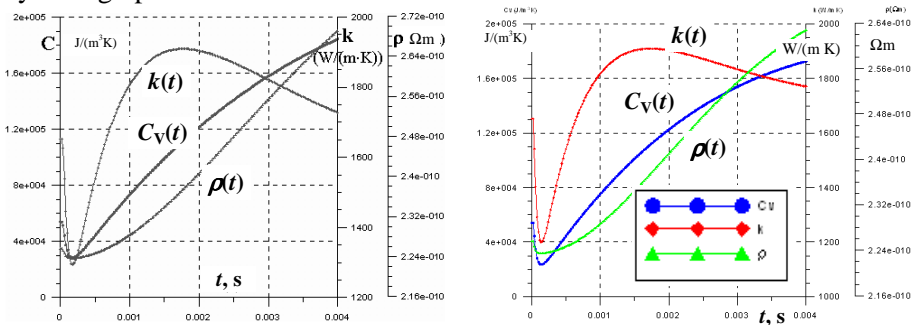 2e+005
C
J/(m³K)
k
2000
2.72e-010
ρ Ωm
(W/(m·K))
2.64e-010
1.6e+005
k(t)
1800
2.56e-010
1.2e+005
C_V(t)
2.48e-010
1600
2.40e-010
8e+004
ρ(t)
2.32e-010
1400
4e+004
2.24e-010
t, s
0
1200
2.16e-010
0 0.001 0.002 0.003 0.004
Cv (J/m³K)
k (W/m K)
ρ(Ωm)
2e+005
2000
2.64e-010
J/(m³K)
k(t)
W/(m K)
Ωm
1.6e+005
1800
2.56e-010
C_V(t)
2.48e-010
1.2e+005
1600
ρ(t)
2.4e-010
8e+004
1400
2.32e-010
Cv
k
ρ
4e+004
1200
2.24e-010
0
1000
2.16e-010
0.000 0.001 0.002 0.003 0.004
t, s